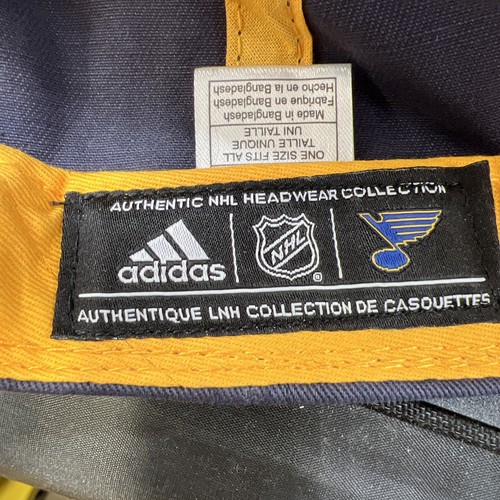 Made in Bangladesh
Fabriqué en Bangladesh
Hecho en la Bangladesh
ONE SIZE FITS ALL
TAILLE UNIQUE
UNI TAILLE
AUTHENTIC NHL HEADWEAR COLLECTION
adidas
NHL
®
AUTHENTIQUE LNH COLLECTION DE CASQUETTES